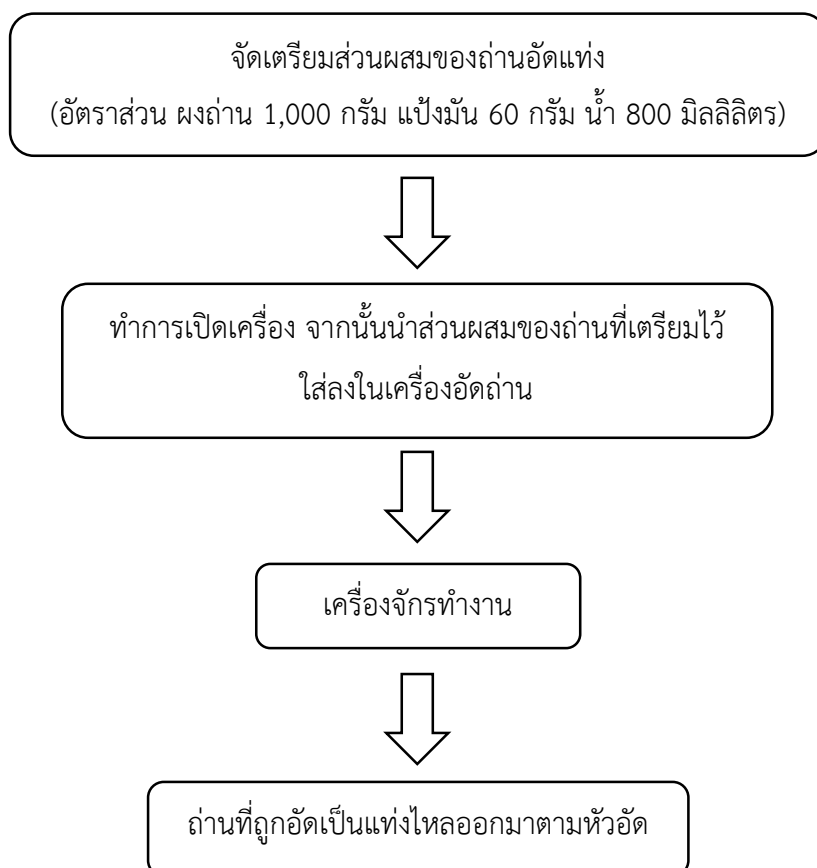 จัดเตรียมส่วนผสมของถ่านอัดแท่ง
(อัตราส่วน ผงถ่าน 1,000 กรัม แป้งมัน 60 กรัม น้ำ 800 มิลลิลิตร)
ทำการเปิดเครื่อง จากนั้นนำส่วนผสมของถ่านที่เตรียมไว้
ใส่ลงในเครื่องอัดถ่าน
เครื่องจักรทำงาน
ถ่านที่ถูกอัดเป็นแท่งไหลออกมาตามหัวอัด